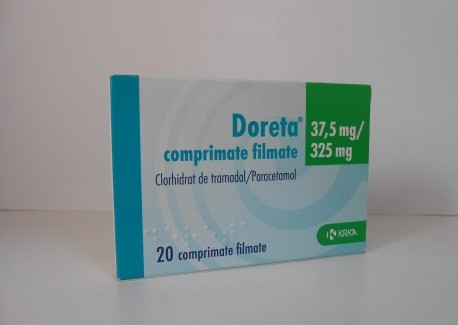 Doreta®
comprimate filmate
37,5 mg/
325 mg
Clorhidrat de tramadol/Paracetamol
20 comprimate filmate
KRKA